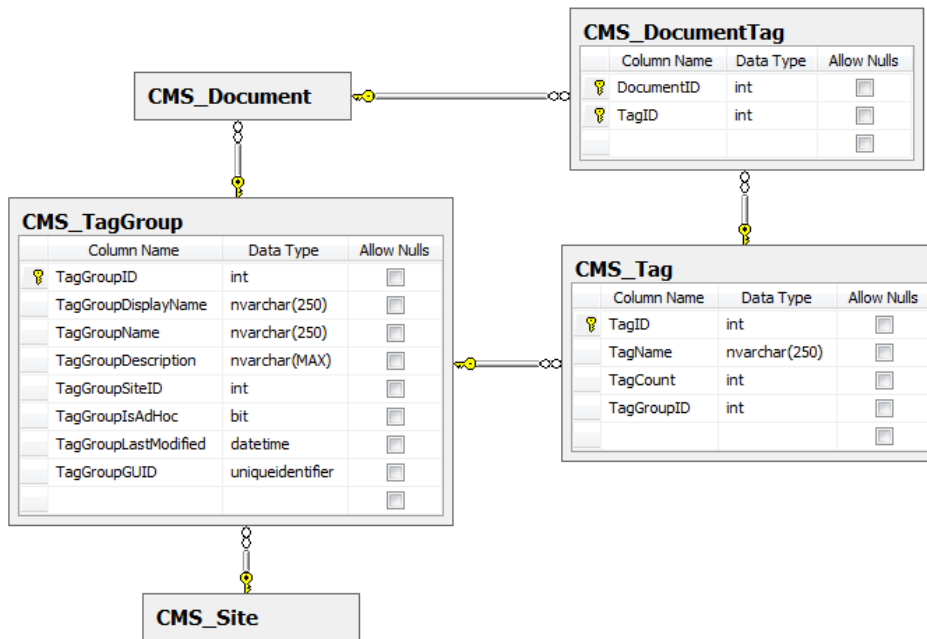 CMS_DocumentTag
Column Name Data Type Allow Nulls
DocumentID int
TagID int
CMS_Document
CMS_TagGroup
Column Name Data Type Allow Nulls
TagGroupID int
TagGroupDisplayName nvarchar(250)
TagGroupName nvarchar(250)
TagGroupDescription nvarchar(MAX)
TagGroupSiteID int
TagGroupIsAdHoc bit
TagGroupLastModified datetime
TagGroupGUID uniqueidentifier
CMS_Tag
Column Name Data Type Allow Nulls
TagID int
TagName nvarchar(250)
TagCount int
TagGroupID int
CMS_Site